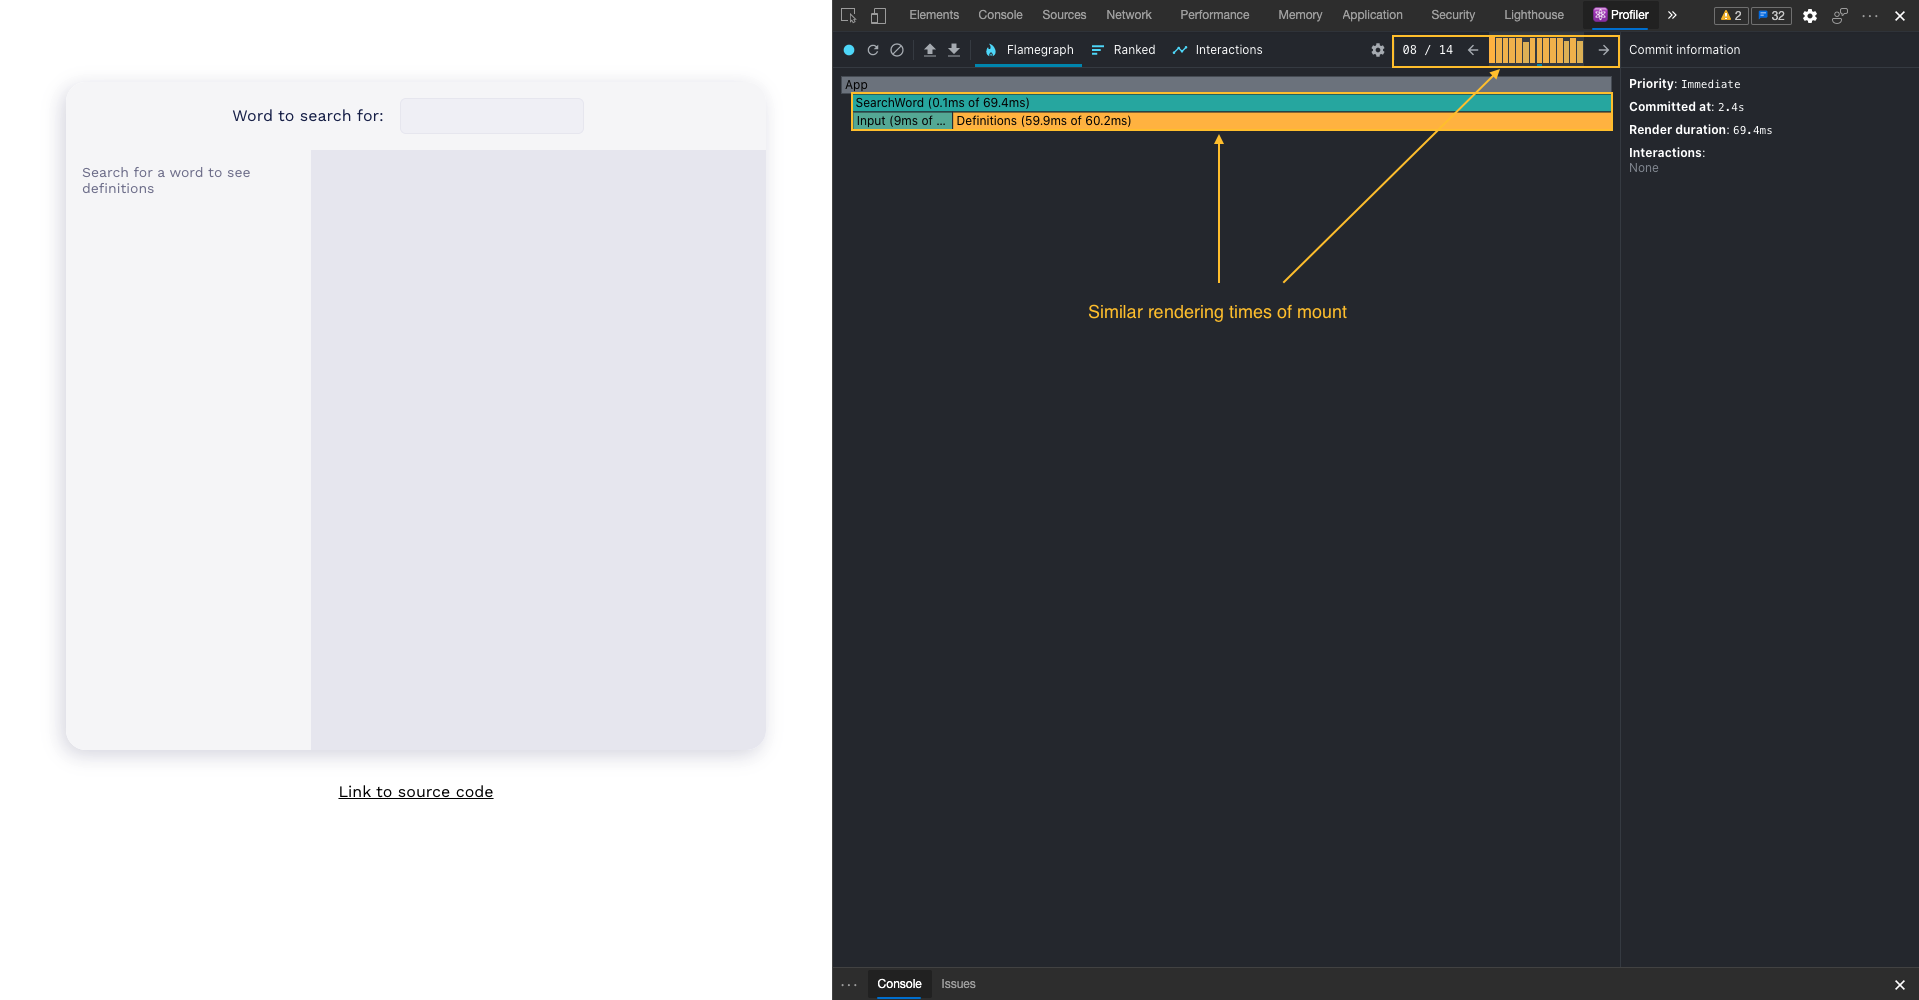 Word to search for:
Search for a word to see
definitions
Link to source code
Elements Console Sources Network Performance Memory Application Security Lighthouse Profiler 2 32
Flamegraph Ranked Interactions 08 / 14 Commit information
App
SearchWord (0.1ms of 69.4ms)
Input (9ms of ... Definitions (59.9ms of 60.2ms)
Similar rendering times of mount
Priority: Immediate
Committed at: 2.4s
Render duration: 69.4ms
Interactions:
None
Console Issues